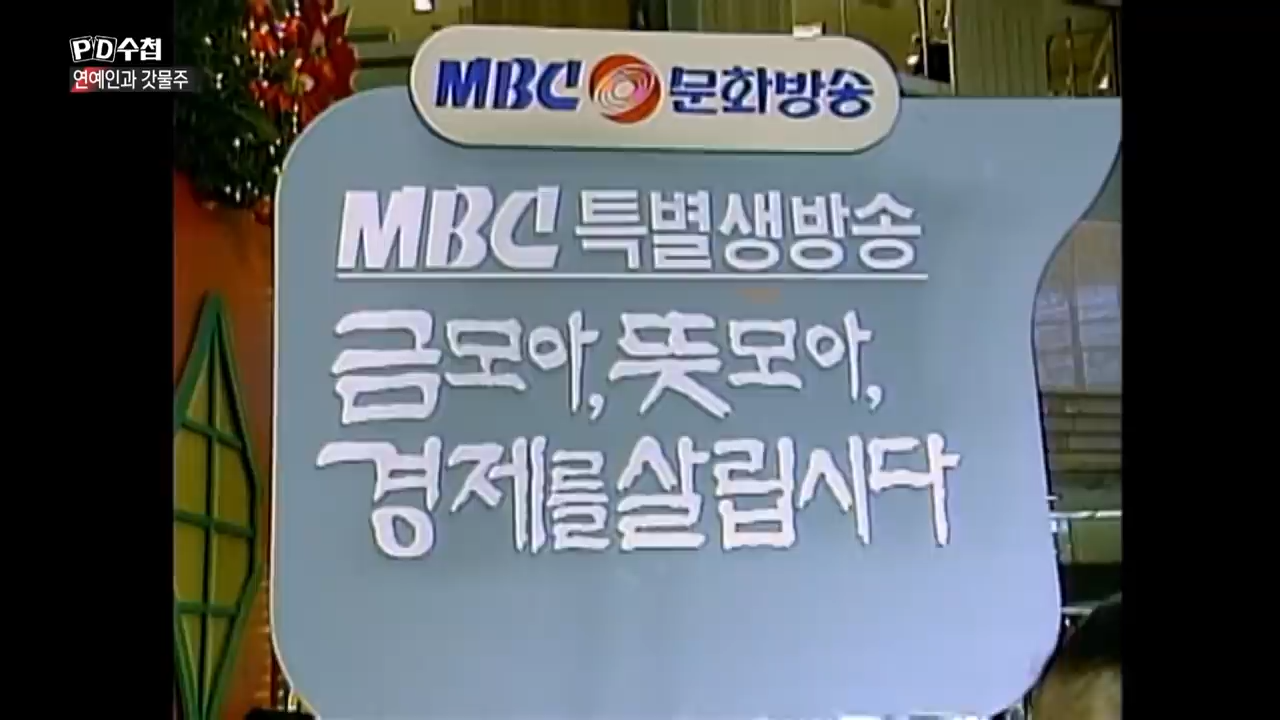 PD수첩
연예인과 갓물주
MBC 문화방송
MBC 특별생방송
금모아, 뜻모아,
경제를살립시다